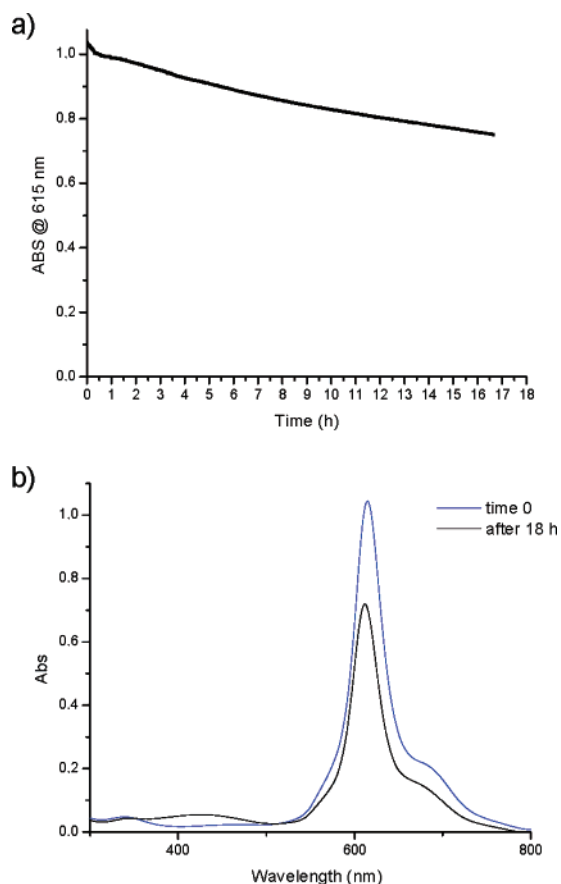 a)
1.0
0.8
0.6
0.4
0.2
0.0
ABS @ 615 nm
0 1 2 3 4 5 6 7 8 9 10 11 12 13 14 15 16 17 18
Time (h)
b)
time 0
after 18 h
1.0
0.8
0.6
0.4
0.2
0.0
Abs
400 600 800
Wavelength (nm)